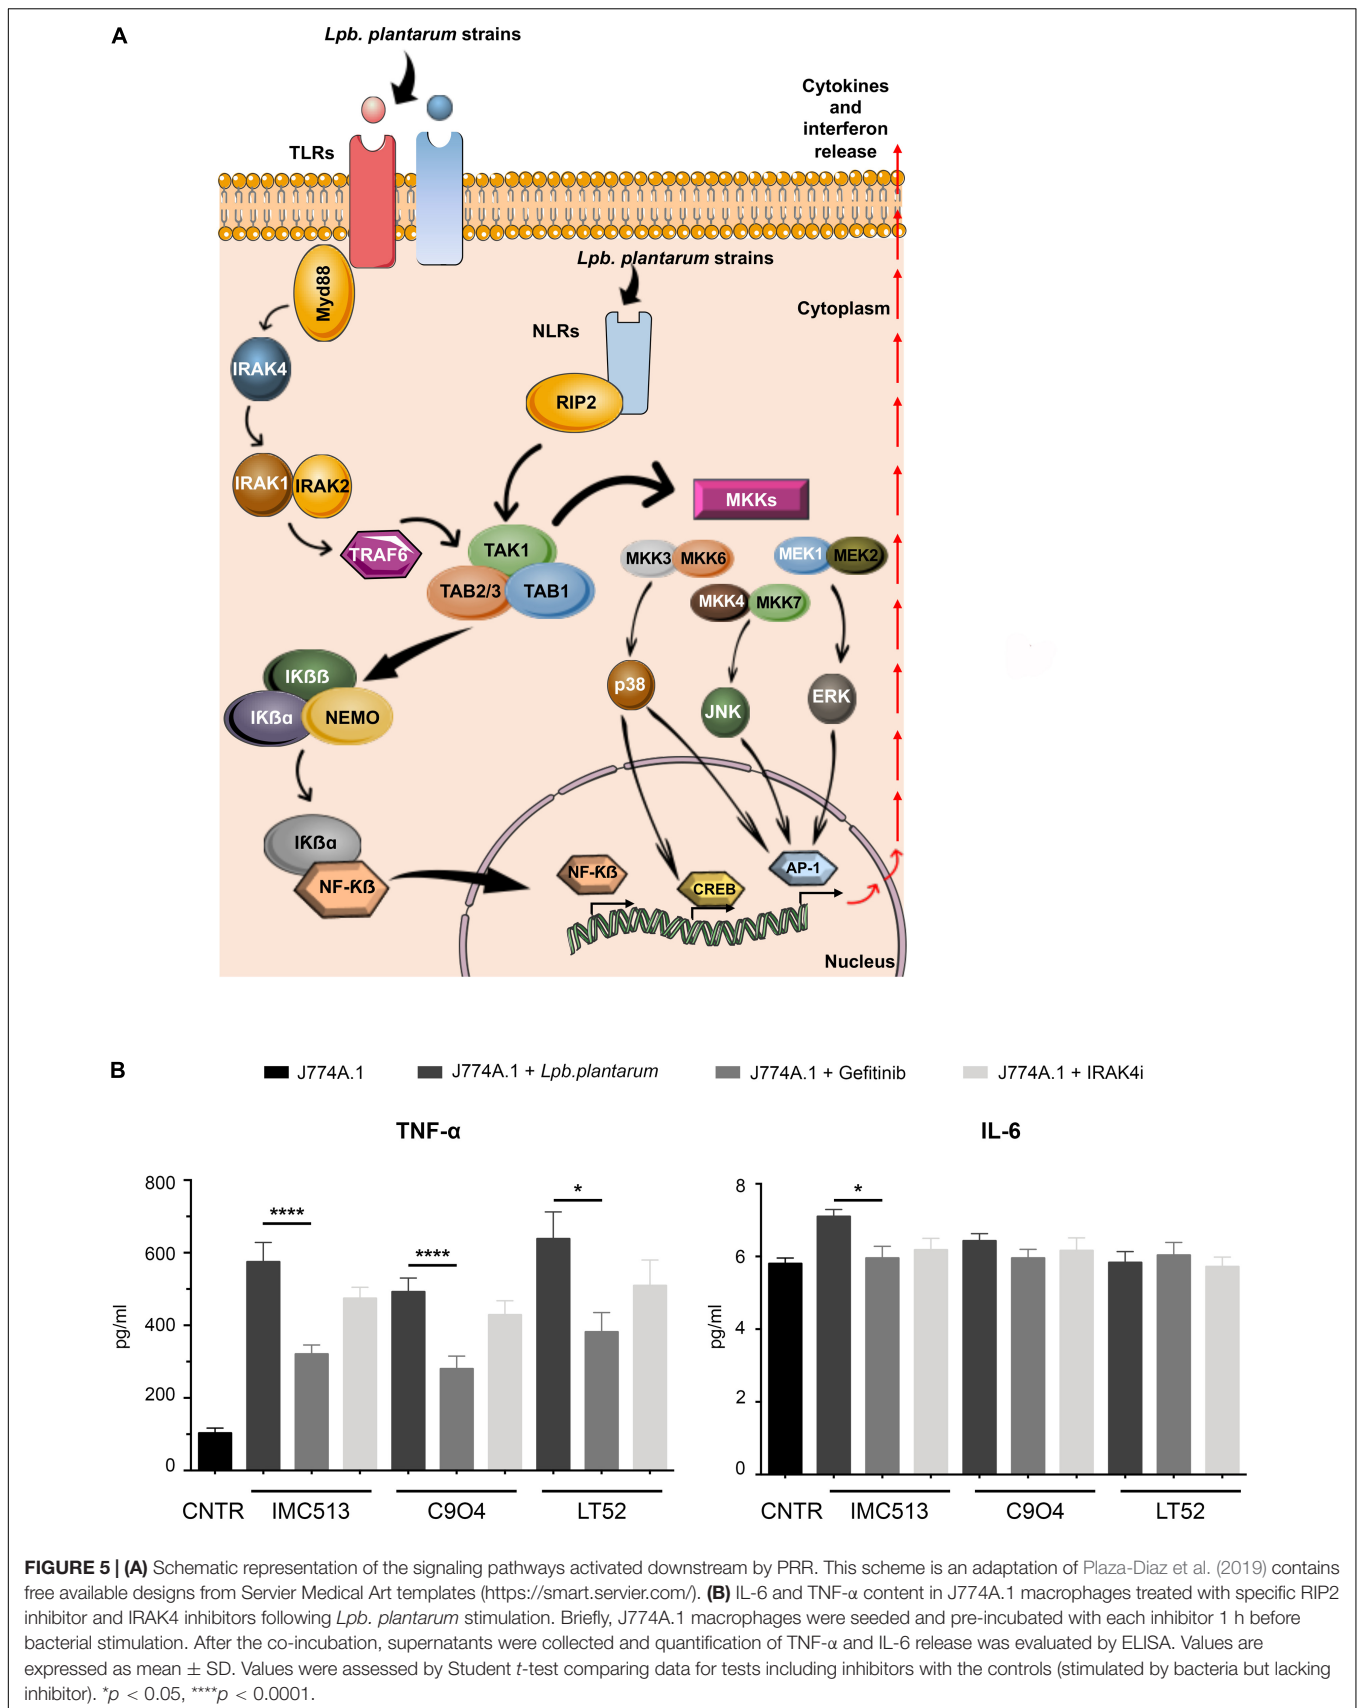 A
Lpb. plantarum strains
Cytokines
and
interferon
release
TLRs
Myd88
Lpb. plantarum strains
Cytoplasm
NLRs
IRAK4
RIP2
IRAK1
IRAK2
MKKs
TRAF6
TAK1
TAB2/3
TAB1
MKK3
MKK6
MEK1
MEK2
MKK4
MKK7
IƘßß
IƘßα
NEMO
p38
JNK
ERK
IƘßα
NF-Ƙß
NF-Ƙß
CREB
AP-1
Nucleus
B
J774A.1
J774A.1 + Lpb.plantarum
J774A.1 + Gefitinib
J774A.1 + IRAK4i
TNF-α
pg/ml
800
600
400
200
0
****
****
*
CNTR
IMC513
C9O4
LT52
IL-6
pg/ml
8
6
4
2
0
*
CNTR
IMC513
C9O4
LT52
FIGURE 5 | (A) Schematic representation of the signaling pathways activated downstream by PRR. This scheme is an adaptation of Plaza-Diaz et al. (2019) contains
free available designs from Servier Medical Art templates (https://smart.servier.com/). (B) IL-6 and TNF-α content in J774A.1 macrophages treated with specific RIP2
inhibitor and IRAK4 inhibitors following Lpb. plantarum stimulation. Briefly, J774A.1 macrophages were seeded and pre-incubated with each inhibitor 1 h before
bacterial stimulation. After the co-incubation, supernatants were collected and quantification of TNF-α and IL-6 release was evaluated by ELISA. Values are
expressed as mean ± SD. Values were assessed by Student t-test comparing data for tests including inhibitors with the controls (stimulated by bacteria but lacking
inhibitor). *p < 0.05, ****p < 0.0001.